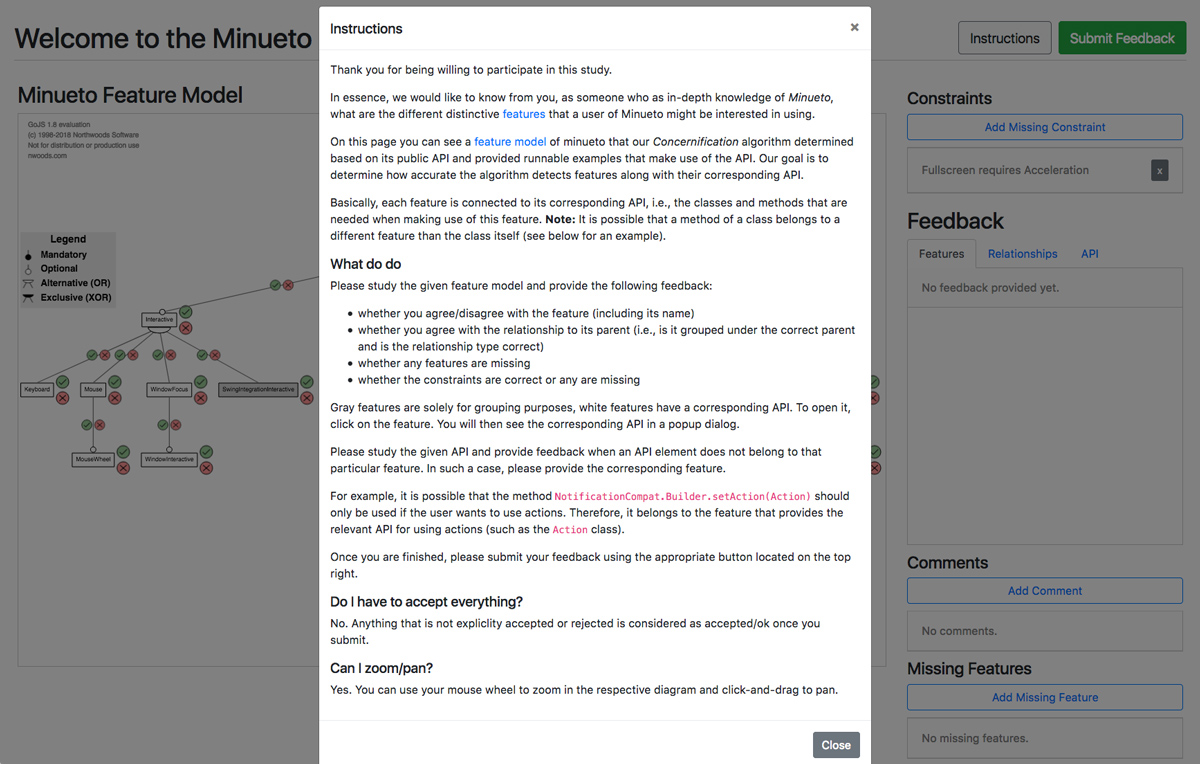 Welcome to the Minueto
Instructions
Submit Feedback
Minueto Feature Model
GoJS 1.8 evaluation
(c) 1998-2018 Northwoods Software
Not for distribution or production use
nwoods.com
Legend
Mandatory
Optional
Alternative (OR)
Exclusive (XOR)
Interactive
Keyboard
Mouse
WindowFocus
SwingIntegrationInteractive
MouseWheel
WindowInteractive
Instructions
×
Thank you for being willing to participate in this study.
In essence, we would like to know from you, as someone who as in-depth knowledge of Minueto,
what are the different distinctive features that a user of Minueto might be interested in using.
On this page you can see a feature model of minueto that our Concernification algorithm determined
based on its public API and provided runnable examples that make use of the API. Our goal is to
determine how accurate the algorithm detects features along with their corresponding API.
Basically, each feature is connected to its corresponding API, i.e., the classes and methods that are
needed when making use of this feature. Note: It is possible that a method of a class belongs to a
different feature than the class itself (see below for an example).
What do do
Please study the given feature model and provide the following feedback:
• whether you agree/disagree with the feature (including its name)
• whether you agree with the relationship to its parent (i.e., is it grouped under the correct parent
and is the relationship type correct)
• whether any features are missing
• whether the constraints are correct or any are missing
Gray features are solely for grouping purposes, white features have a corresponding API. To open it,
click on the feature. You will then see the corresponding API in a popup dialog.
Please study the given API and provide feedback when an API element does not belong to that
particular feature. In such a case, please provide the corresponding feature.
For example, it is possible that the method NotificationCompat.Builder.setAction(Action) should
only be used if the user wants to use actions. Therefore, it belongs to the feature that provides the
relevant API for using actions (such as the Action class).
Once you are finished, please submit your feedback using the appropriate button located on the top
right.
Do I have to accept everything?
No. Anything that is not expliclity accepted or rejected is considered as accepted/ok once you
submit.
Can I zoom/pan?
Yes. You can use your mouse wheel to zoom in the respective diagram and click-and-drag to pan.
Close
Constraints
Add Missing Constraint
Fullscreen requires Acceleration
x
Feedback
Features
Relationships
API
No feedback provided yet.
Comments
Add Comment
No comments.
Missing Features
Add Missing Feature
No missing features.